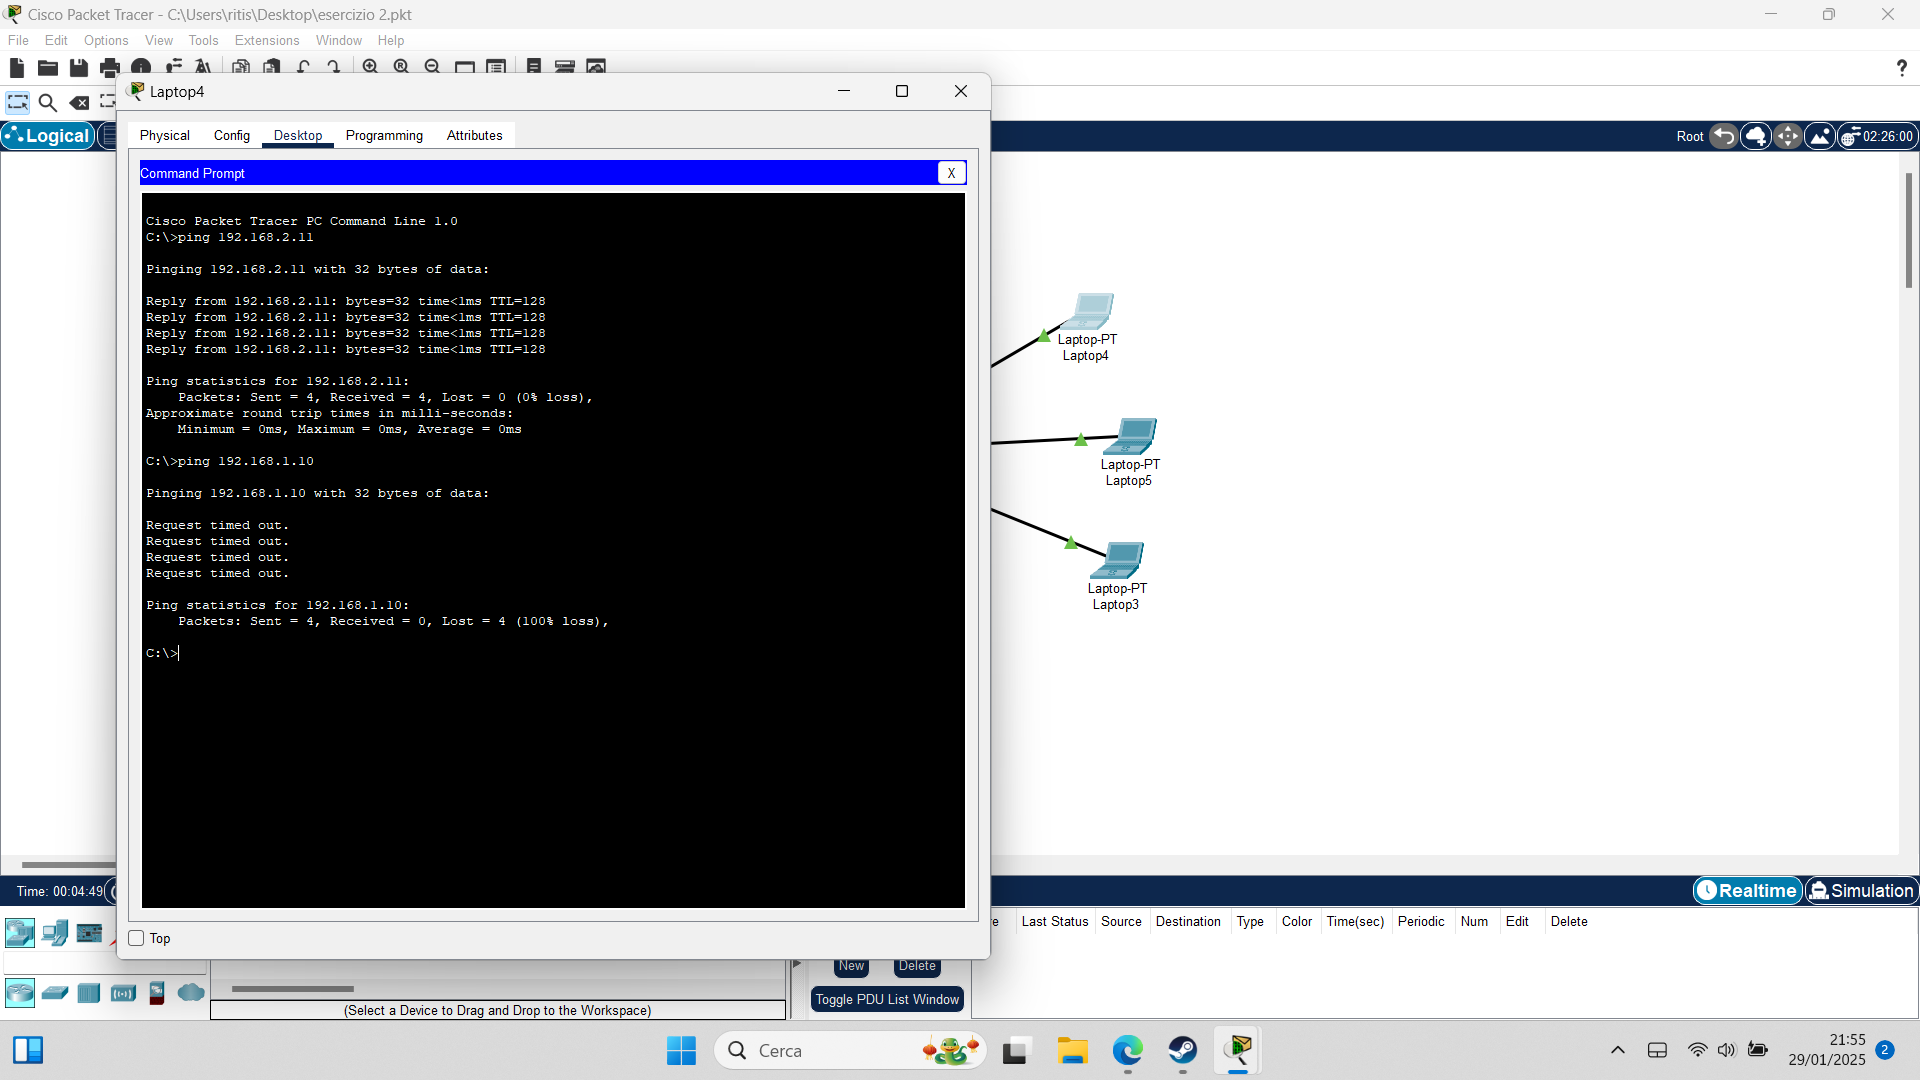 Cisco Packet Tracer - C:\Users\ritis\Desktop\esercizio 2.pkt
File Edit Options View Tools Extensions Window Help
?
Laptop4
Logical
Root
02:26:00
Physical Config Desktop Programming Attributes
Command Prompt
X
Cisco Packet Tracer PC Command Line 1.0
C:\>ping 192.168.2.11
Pinging 192.168.2.11 with 32 bytes of data:
Reply from 192.168.2.11: bytes=32 time<1ms TTL=128
Reply from 192.168.2.11: bytes=32 time<1ms TTL=128
Reply from 192.168.2.11: bytes=32 time<1ms TTL=128
Reply from 192.168.2.11: bytes=32 time<1ms TTL=128
Ping statistics for 192.168.2.11:
Packets: Sent = 4, Received = 4, Lost = 0 (0% loss),
Approximate round trip times in milli-seconds:
Minimum = 0ms, Maximum = 0ms, Average = 0ms
C:\>ping 192.168.1.10
Pinging 192.168.1.10 with 32 bytes of data:
Request timed out.
Request timed out.
Request timed out.
Request timed out.
Ping statistics for 192.168.1.10:
Packets: Sent = 4, Received = 0, Lost = 4 (100% loss),
C:\>
Laptop-PT
Laptop4
Laptop-PT
Laptop5
Laptop-PT
Laptop3
Time: 00:04:49
Realtime
Simulation
Top
Last Status Source Destination Type Color Time(sec) Periodic Num Edit Delete
New
Delete
Toggle PDU List Window
(Select a Device to Drag and Drop to the Workspace)
Cerca
21:55
29/01/2025
2